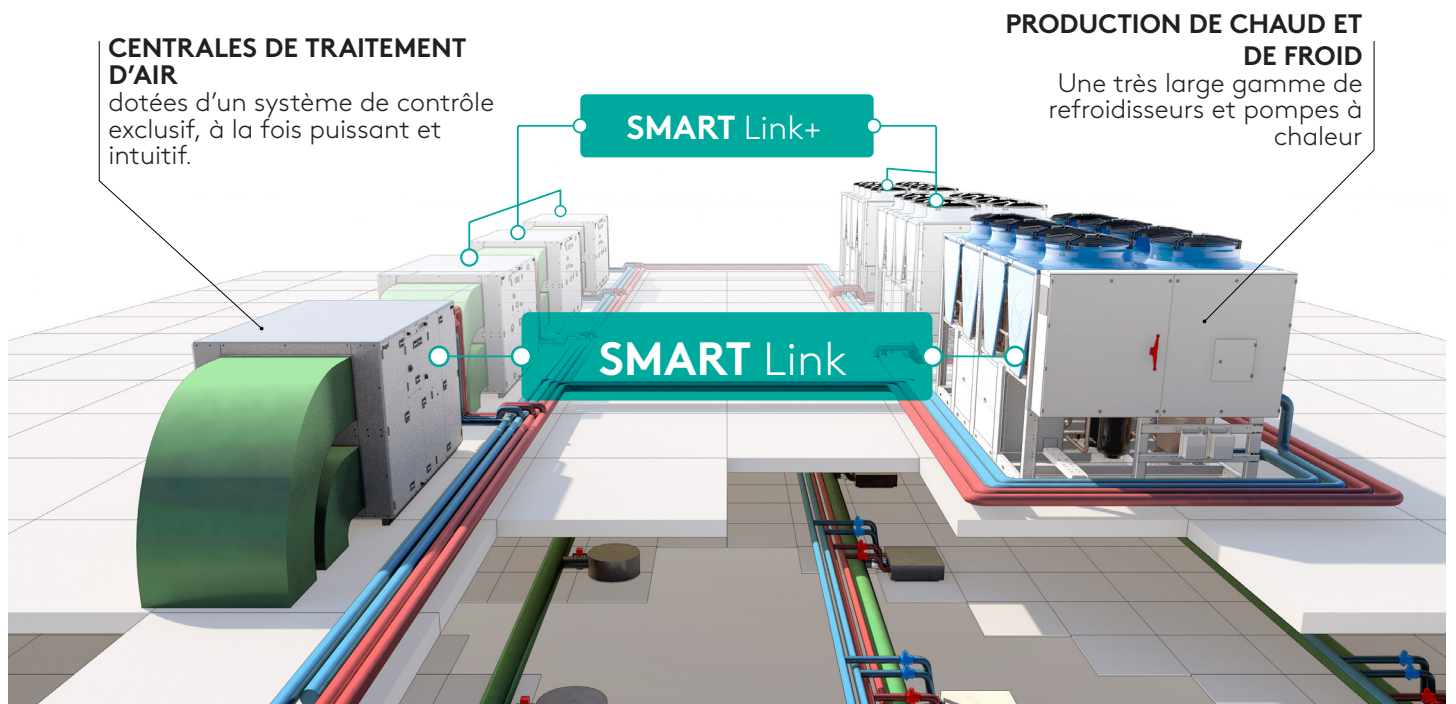 CENTRALES DE TRAITEMENT
D’AIR
dotées d’un système de contrôle
exclusif, à la fois puissant et
intuitif.
PRODUCTION DE CHAUD ET
DE FROID
Une très large gamme de
refroidisseurs et pompes à
chaleur
SMART Link+
SMART Link